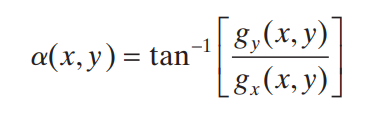 α(x, y) = tan⁻¹ [ g_y(x, y) / g_x(x, y) ]